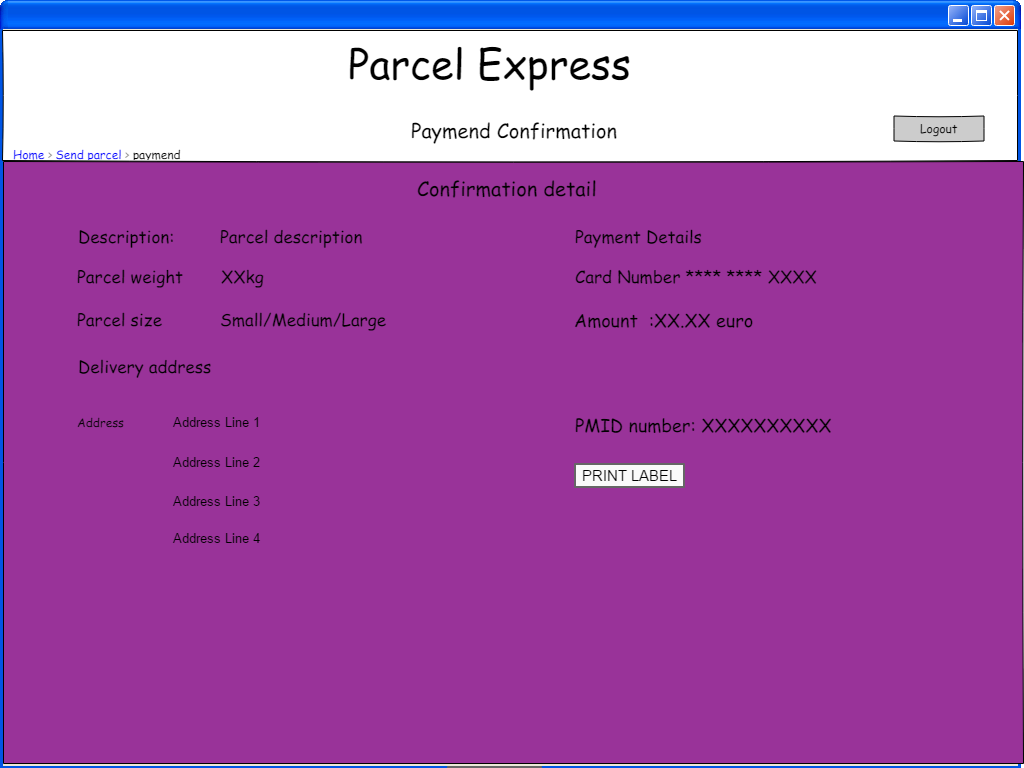 Parcel Express
Paymend Confirmation
Logout
Home > Send parcel > paymend
Confirmation detail
Description: Parcel description
Parcel weight XXkg
Parcel size Small/Medium/Large
Delivery address
Address Address Line 1
Address Line 2
Address Line 3
Address Line 4
Payment Details
Card Number **** **** XXXX
Amount :XX.XX euro
PMID number: XXXXXXXXXX
PRINT LABEL